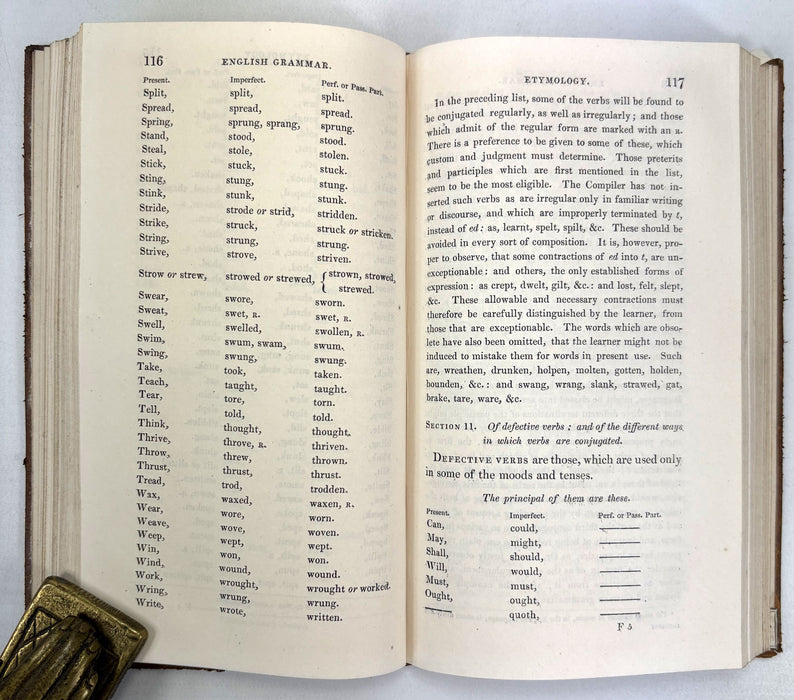 116 ENGLISH GRAMMAR.
Present. Imperfect. Perf. or Pass. Part.
Split, split, split.
Spread, spread, spread.
Spring, sprung, sprang, sprung.
Stand, stood, stood.
Steal, stole, stolen.
Stick, stuck, stuck.
Sting, stung, stung.
Stink, stunk, stunk.
Stride, strode or strid, stridden.
Strike, struck, struck or stricken.
String, strung, strung.
Strive, strove, striven.
Strow or strew, strowed or strewed, { strown, strowed,
strewed.
Swear, swore, sworn.
Sweat, swet, R. swet, R.
Swell, swelled, swollen, R.
Swim, swum, swam, swum.
Swing, swung, swung.
Take, took, taken.
Teach, taught, taught.
Tear, tore, torn.
Tell, told, told.
Think, thought, thought.
Thrive, throve, R. thriven.
Throw, threw, thrown.
Thrust, thrust, thrust.
Tread, trod, trodden.
Wax, waxed, waxen, R.
Wear, wore, worn.
Weave, wove, woven.
Weep, wept, wept.
Win, won, won.
Wind, wound, wound.
Work, wrought, wrought or worked.
Wring, wrung, wrung.
Write, wrote, written.
ETYMOLOGY. 117
In the preceding list, some of the verbs will be found to
be conjugated regularly, as well as irregularly; and those
which admit of the regular form are marked with an R.
There is a preference to be given to some of these, which
custom and judgment must determine. Those preterits
and participles which are first mentioned in the list,
seem to be the most eligible. The Compiler has not in-
serted such verbs as are irregular only in familiar writing
or discourse, and which are improperly terminated by t,
instead of ed: as, learnt, spelt, spilt, &c. These should be
avoided in every sort of composition. It is, however, pro-
per to observe, that some contractions of ed into t, are un-
exceptionable: and others, the only established forms of
expression: as crept, dwelt, gilt, &c.: and lost, felt, slept,
&c. These allowable and necessary contractions must
therefore be carefully distinguished by the learner, from
those that are exceptionable. The words which are obso-
lete have also been omitted, that the learner might not be
induced to mistake them for words in present use. Such
are, wreathen, drunken, holpen, molten, gotten, holden,
bounden, &c.: and swang, wrang, slank, strawed, gat,
brake, tare, ware, &c.
SECTION 11. Of defective verbs; and of the different ways
in which verbs are conjugated.
DEFECTIVE VERBS are those, which are used only
in some of the moods and tenses.
The principal of them are these.
Present. Imperfect. Perf. or Pass. Part.
Can, could,
May, might,
Shall, should,
Will, would,
Must, must,
Ought, ought,
quoth,
F 5